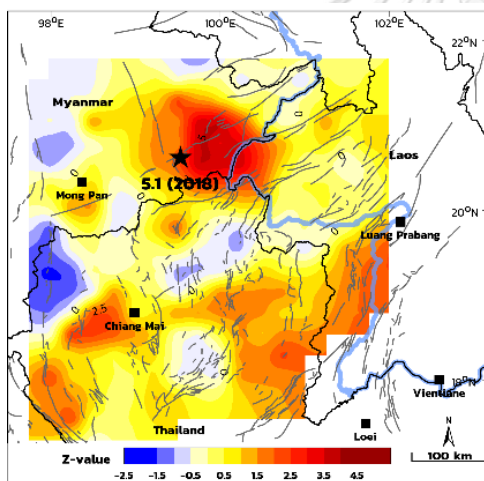 98°E 100°E 102°E
22°N
Myanmar
Laos
5.1 (2018)
Mong Pan
20°N
Luang Prabang
2.5
Chiang Mai
18°N
Vientiane
Thailand
Loei
N
Z-value
-2.5 -1.5 -0.5 0.5 1.5 2.5 3.5 4.5
100 km